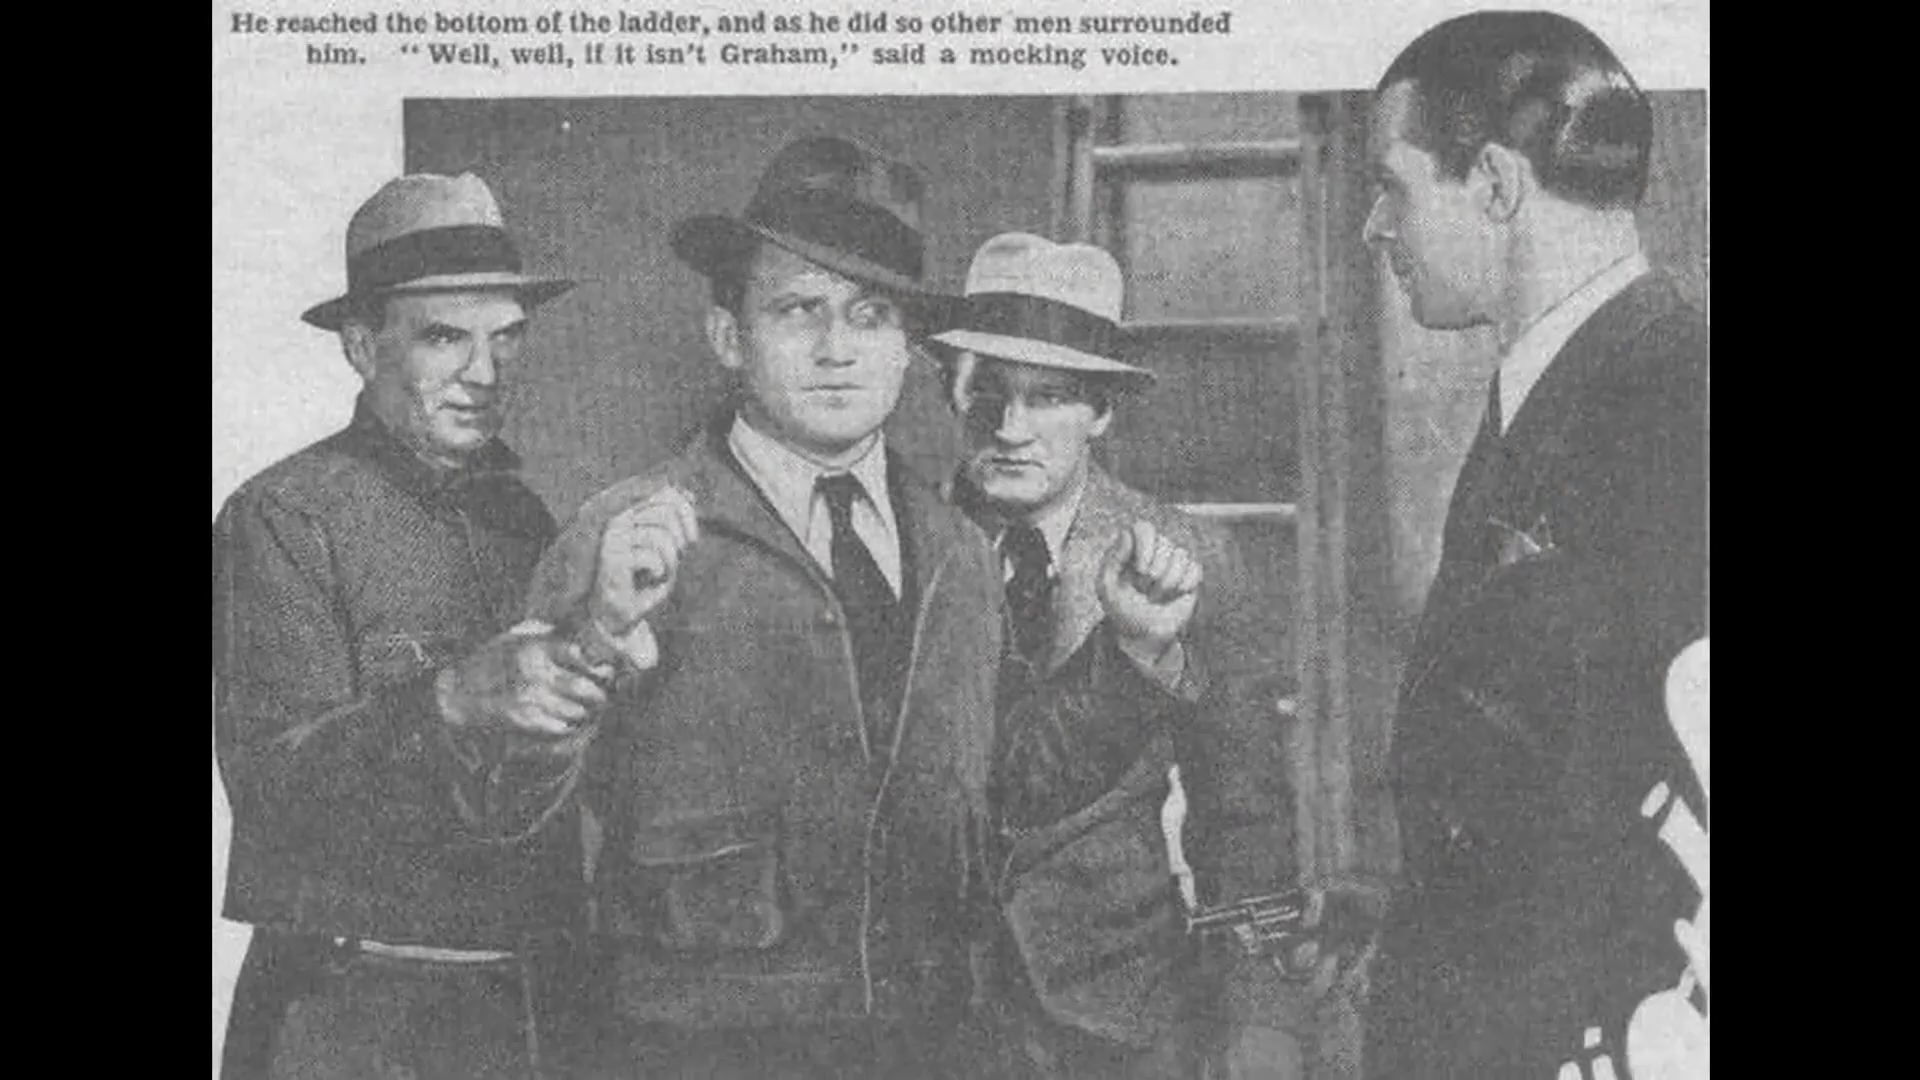 He reached the bottom of the ladder, and as he did so other men surrounded
him. “Well, well, if it isn't Graham,” said a mocking voice.